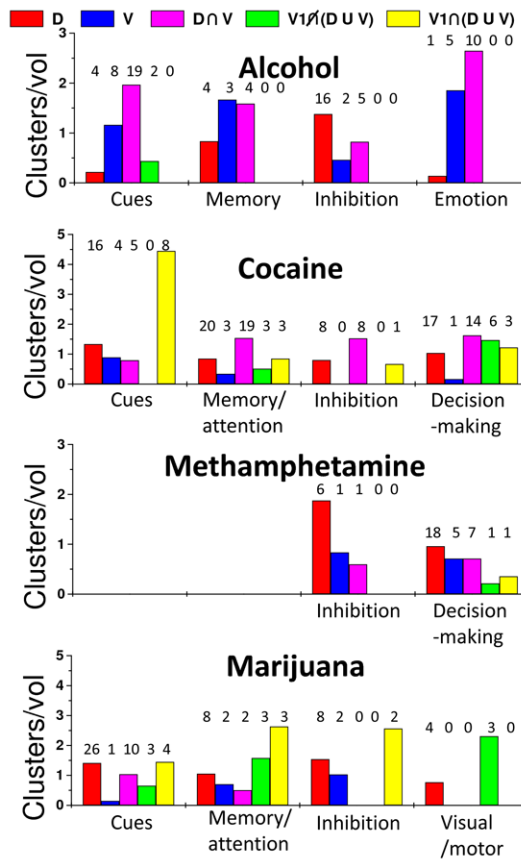 D V D∩ V V1∩̸(D U V) V1∩(D U V)
Alcohol
Clusters/vol
3
2
1
0
4 8 19 2 0
4 3 4 0 0
16 2 5 0 0
1 5 10 0 0
Cues Memory Inhibition Emotion
Cocaine
Clusters/vol
5
4
3
2
1
0
16 4 5 0 8
20 3 19 3 3
8 0 8 0 1
17 1 14 6 3
Cues Memory/ Inhibition Decision
attention -making
Methamphetamine
Clusters/vol
3
2
1
0
6 1 1 0 0
18 5 7 1 1
Inhibition Decision
-making
Marijuana
Clusters/vol
5
4
3
2
1
0
26 1 10 3 4
8 2 2 3 3
8 2 0 0 2
4 0 0 3 0
Cues Memory/ Inhibition Visual
attention /motor